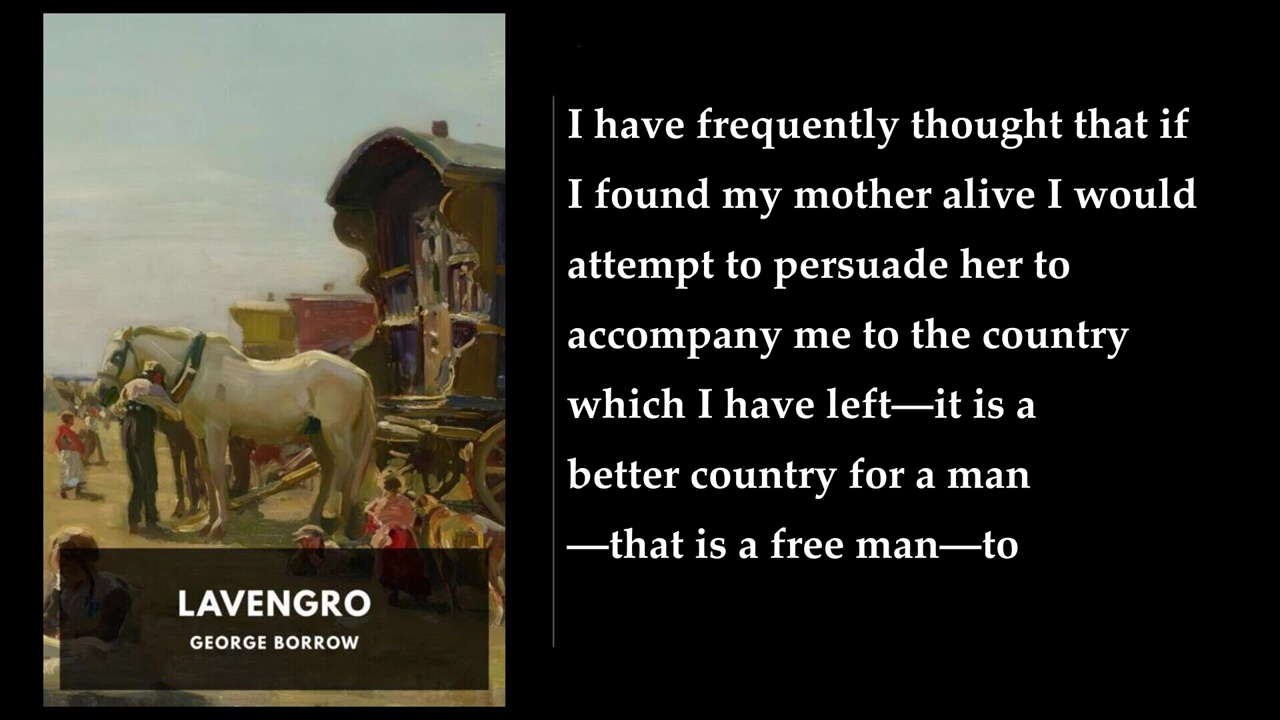 LAVENGRO
GEORGE BORROW
I have frequently thought that if
I found my mother alive I would
attempt to persuade her to
accompany me to the country
which I have left—it is a
better country for a man
—that is a free man—to